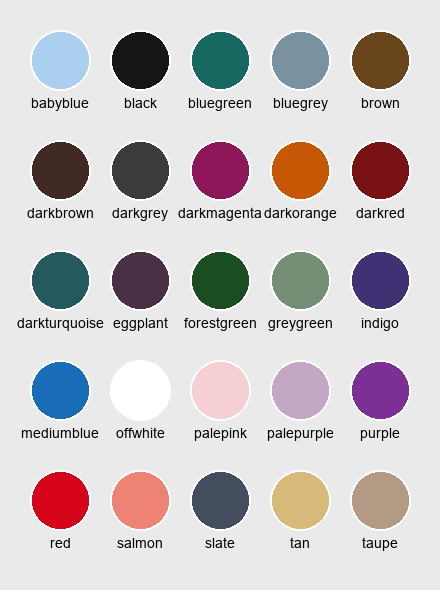 babyblue black bluegreen bluegrey brown
darkbrown darkgrey darkmagenta darkorange darkred
darkturquoise eggplant forestgreen greygreen indigo
mediumblue offwhite palepink palepurple purple
red salmon slate tan taupe